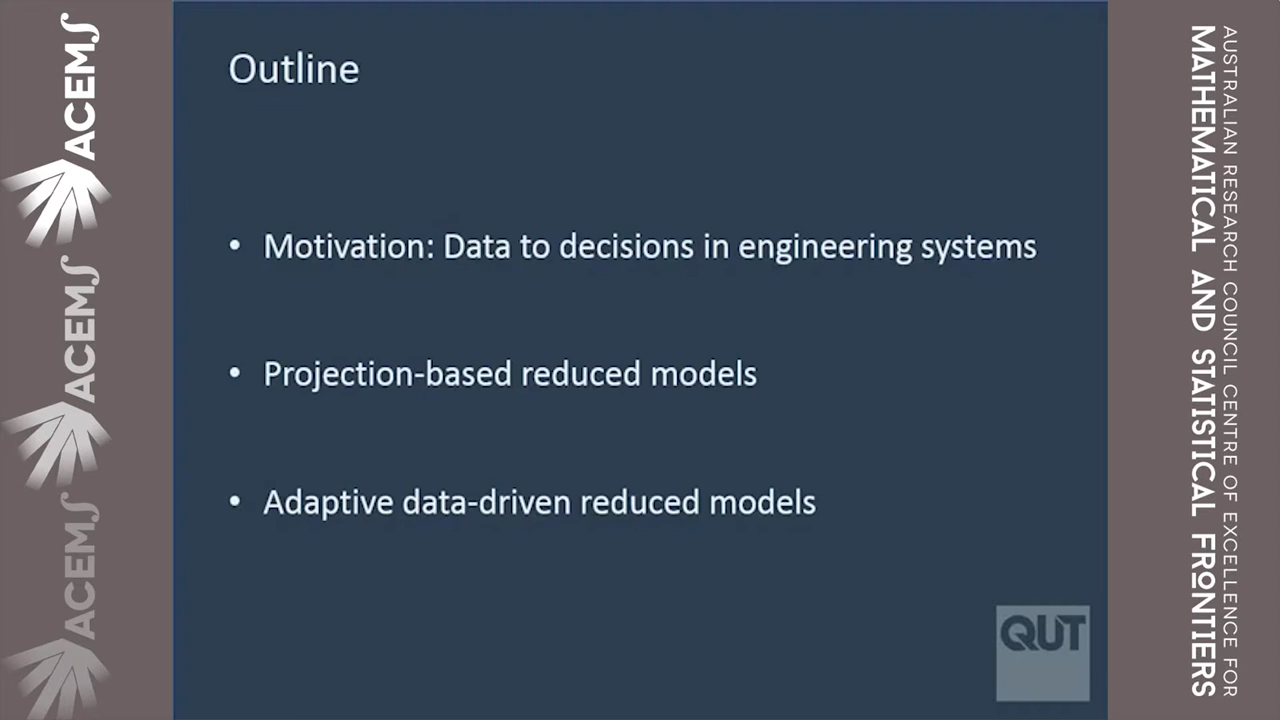 ACEMS
ACEMS
ACEMS
Outline
• Motivation: Data to decisions in engineering systems
• Projection-based reduced models
• Adaptive data-driven reduced models
QUT
AUSTRALIAN RESEARCH COUNCIL CENTRE OF EXCELLENCE FOR
MATHEMATICAL AND STATISTICAL FRONTIERS